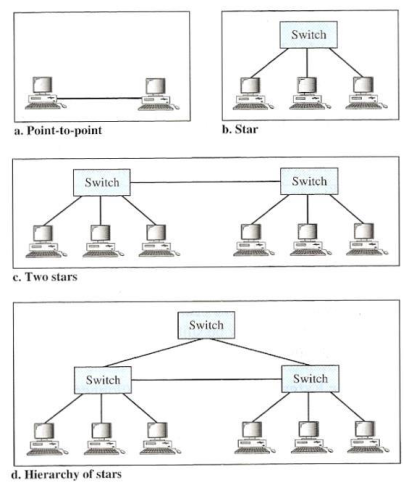 Switch
a. Point-to-point
b. Star
Switch
Switch
c. Two stars
Switch
Switch
Switch
d. Hierarchy of stars